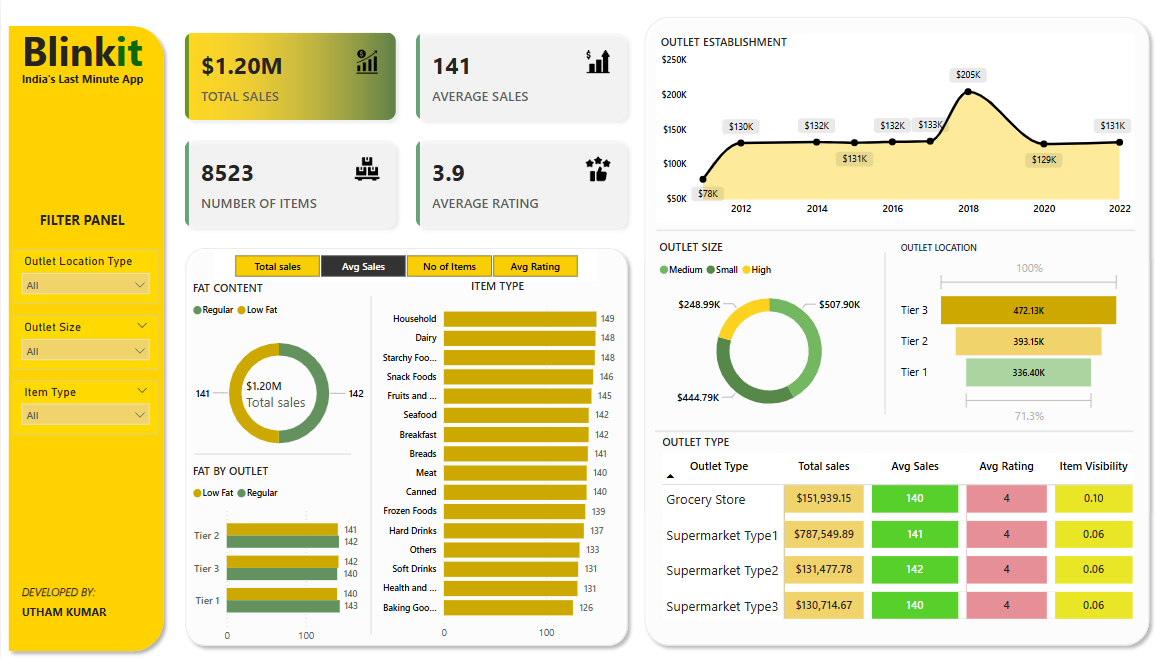 Blinkit
India's Last Minute App
FILTER PANEL
Outlet Location Type
All
Outlet Size
All
Item Type
All
DEVELOPED BY:
UTHAM KUMAR
$1.20M
TOTAL SALES
141
AVERAGE SALES
8523
NUMBER OF ITEMS
3.9
AVERAGE RATING
Total sales Avg Sales No of Items Avg Rating
FAT CONTENT
Regular Low Fat
141
$1.20M
Total sales
142
FAT BY OUTLET
Low Fat Regular
Tier 2 141
142
Tier 3 142
140
Tier 1 140
143
0 100
ITEM TYPE
Household 149
Dairy 148
Starchy Foo... 148
Snack Foods 146
Fruits and ... 145
Seafood 142
Breakfast 142
Breads 141
Meat 140
Canned 140
Frozen Foods 139
Hard Drinks 137
Others 133
Soft Drinks 131
Health and ... 131
Baking Goo... 126
0 100
OUTLET ESTABLISHMENT
$250K
$200K
$150K
$100K
$50K
$78K
$130K
$132K
$131K
$132K
$133K
$205K
$129K
$131K
2012 2014 2016 2018 2020 2022
OUTLET SIZE
Medium Small High
$248.99K
$507.90K
$444.79K
OUTLET LOCATION
100%
Tier 3 472.13K
Tier 2 393.15K
Tier 1 336.40K
71.3%
OUTLET TYPE
Outlet Type Total sales Avg Sales Avg Rating Item Visibility
Grocery Store $151,939.15 140 4 0.10
Supermarket Type1 $787,549.89 141 4 0.06
Supermarket Type2 $131,477.78 142 4 0.06
Supermarket Type3 $130,714.67 140 4 0.06